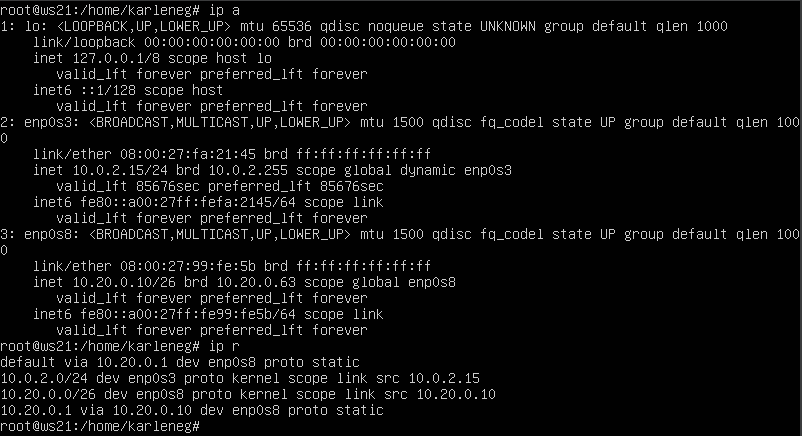 root@ws21:/home/karleneg# ip a
1: lo: <LOOPBACK,UP,LOWER_UP> mtu 65536 qdisc noqueue state UNKNOWN group default qlen 1000
    link/loopback 00:00:00:00:00:00 brd 00:00:00:00:00:00
    inet 127.0.0.1/8 scope host lo
       valid_lft forever preferred_lft forever
    inet6 ::1/128 scope host
       valid_lft forever preferred_lft forever
2: enp0s3: <BROADCAST,MULTICAST,UP,LOWER_UP> mtu 1500 qdisc fq_codel state UP group default qlen 100
0
    link/ether 08:00:27:fa:21:45 brd ff:ff:ff:ff:ff:ff
    inet 10.0.2.15/24 brd 10.0.2.255 scope global dynamic enp0s3
       valid_lft 85676sec preferred_lft 85676sec
    inet6 fe80::a00:27ff:fefa:2145/64 scope link
       valid_lft forever preferred_lft forever
3: enp0s8: <BROADCAST,MULTICAST,UP,LOWER_UP> mtu 1500 qdisc fq_codel state UP group default qlen 100
0
    link/ether 08:00:27:99:fe:5b brd ff:ff:ff:ff:ff:ff
    inet 10.20.0.10/26 brd 10.20.0.63 scope global enp0s8
       valid_lft forever preferred_lft forever
    inet6 fe80::a00:27ff:fe99:fe5b/64 scope link
       valid_lft forever preferred_lft forever
root@ws21:/home/karleneg# ip r
default via 10.20.0.1 dev enp0s8 proto static
10.0.2.0/24 dev enp0s3 proto kernel scope link src 10.0.2.15
10.20.0.0/26 dev enp0s8 proto kernel scope link src 10.20.0.10
10.20.0.1 via 10.20.0.10 dev enp0s8 proto static
root@ws21:/home/karleneg#